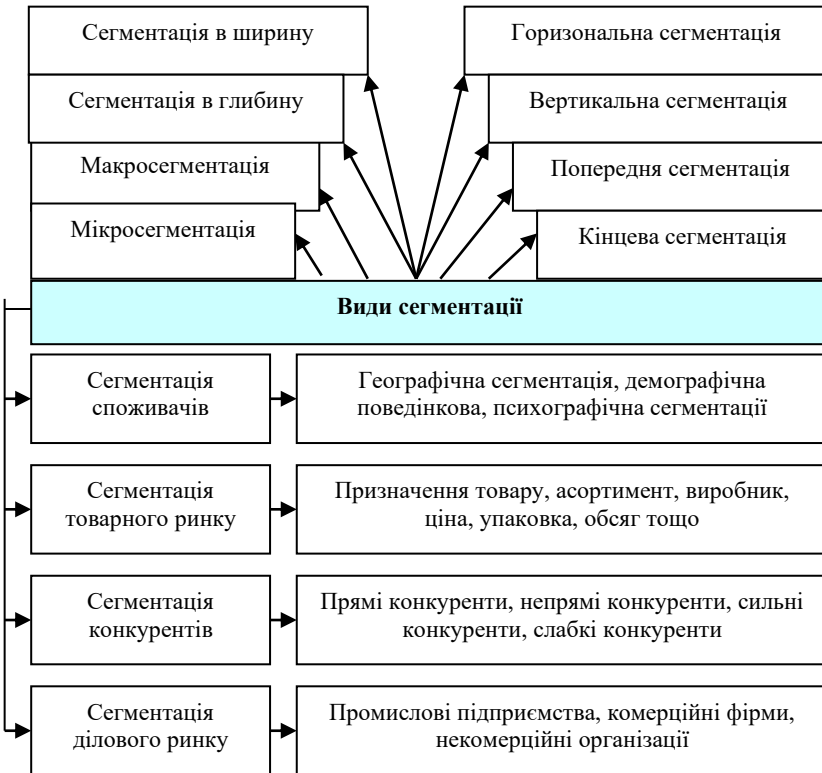 Сегментація в ширину
Горизональна сегментація
Сегментація в глибину
Вертикальна сегментація
Макросегментація
Попередня сегментація
Мікросегментація
Кінцева сегментація
Види сегментації
Сегментація
споживачів
Географічна сегментація, демографічна
поведінкова, психографічна сегментації
Сегментація
товарного ринку
Призначення товару, асортимент, виробник,
ціна, упаковка, обсяг тощо
Сегментація
конкурентів
Прямі конкуренти, непрямі конкуренти, сильні
конкуренти, слабкі конкуренти
Сегментація
ділового ринку
Промислові підприємства, комерційні фірми,
некомерційні організації